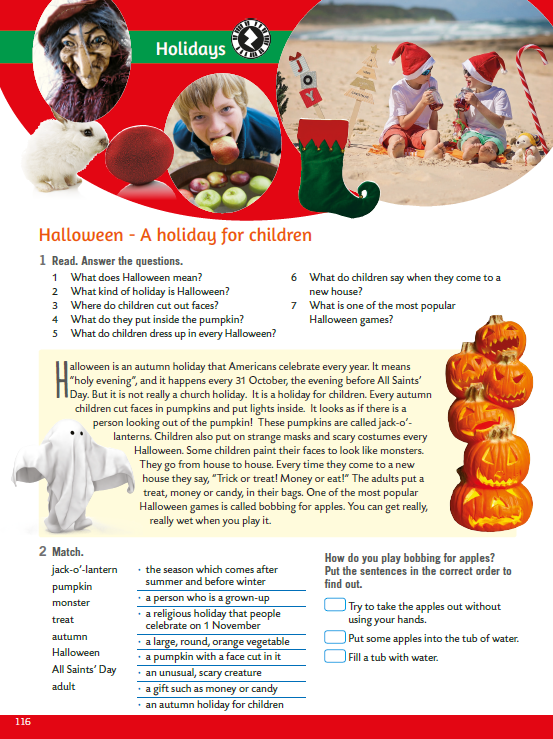 Holidays
JOY
Halloween - A holiday for children
1 Read. Answer the questions.
1 What does Halloween mean?
2 What kind of holiday is Halloween?
3 Where do children cut out faces?
4 What do they put inside the pumpkin?
5 What do children dress up in every Halloween?
6 What do children say when they come to a
new house?
7 What is one of the most popular
Halloween games?
Halloween is an autumn holiday that Americans celebrate every year. It means
“holy evening”, and it happens every 31 October, the evening before All Saints’
Day. But it is not really a church holiday. It is a holiday for children. Every autumn
children cut faces in pumpkins and put lights inside. It looks as if there is a
person looking out of the pumpkin! These pumpkins are called jack-o’-
lanterns. Children also put on strange masks and scary costumes every
Halloween. Some children paint their faces to look like monsters.
They go from house to house. Every time they come to a new
house they say, “Trick or treat! Money or eat!” The adults put a
treat, money or candy, in their bags. One of the most popular
Halloween games is called bobbing for apples. You can get really,
really wet when you play it.
2 Match.
jack-o’-lantern
pumpkin
monster
treat
autumn
Halloween
All Saints’ Day
adult
· the season which comes after
summer and before winter
· a person who is a grown-up
· a religious holiday that people
celebrate on 1 November
· a large, round, orange vegetable
· a pumpkin with a face cut in it
· an unusual, scary creature
· a gift such as money or candy
· an autumn holiday for children
How do you play bobbing for apples?
Put the sentences in the correct order to
find out.
Try to take the apples out without
using your hands.
Put some apples into the tub of water.
Fill a tub with water.
116